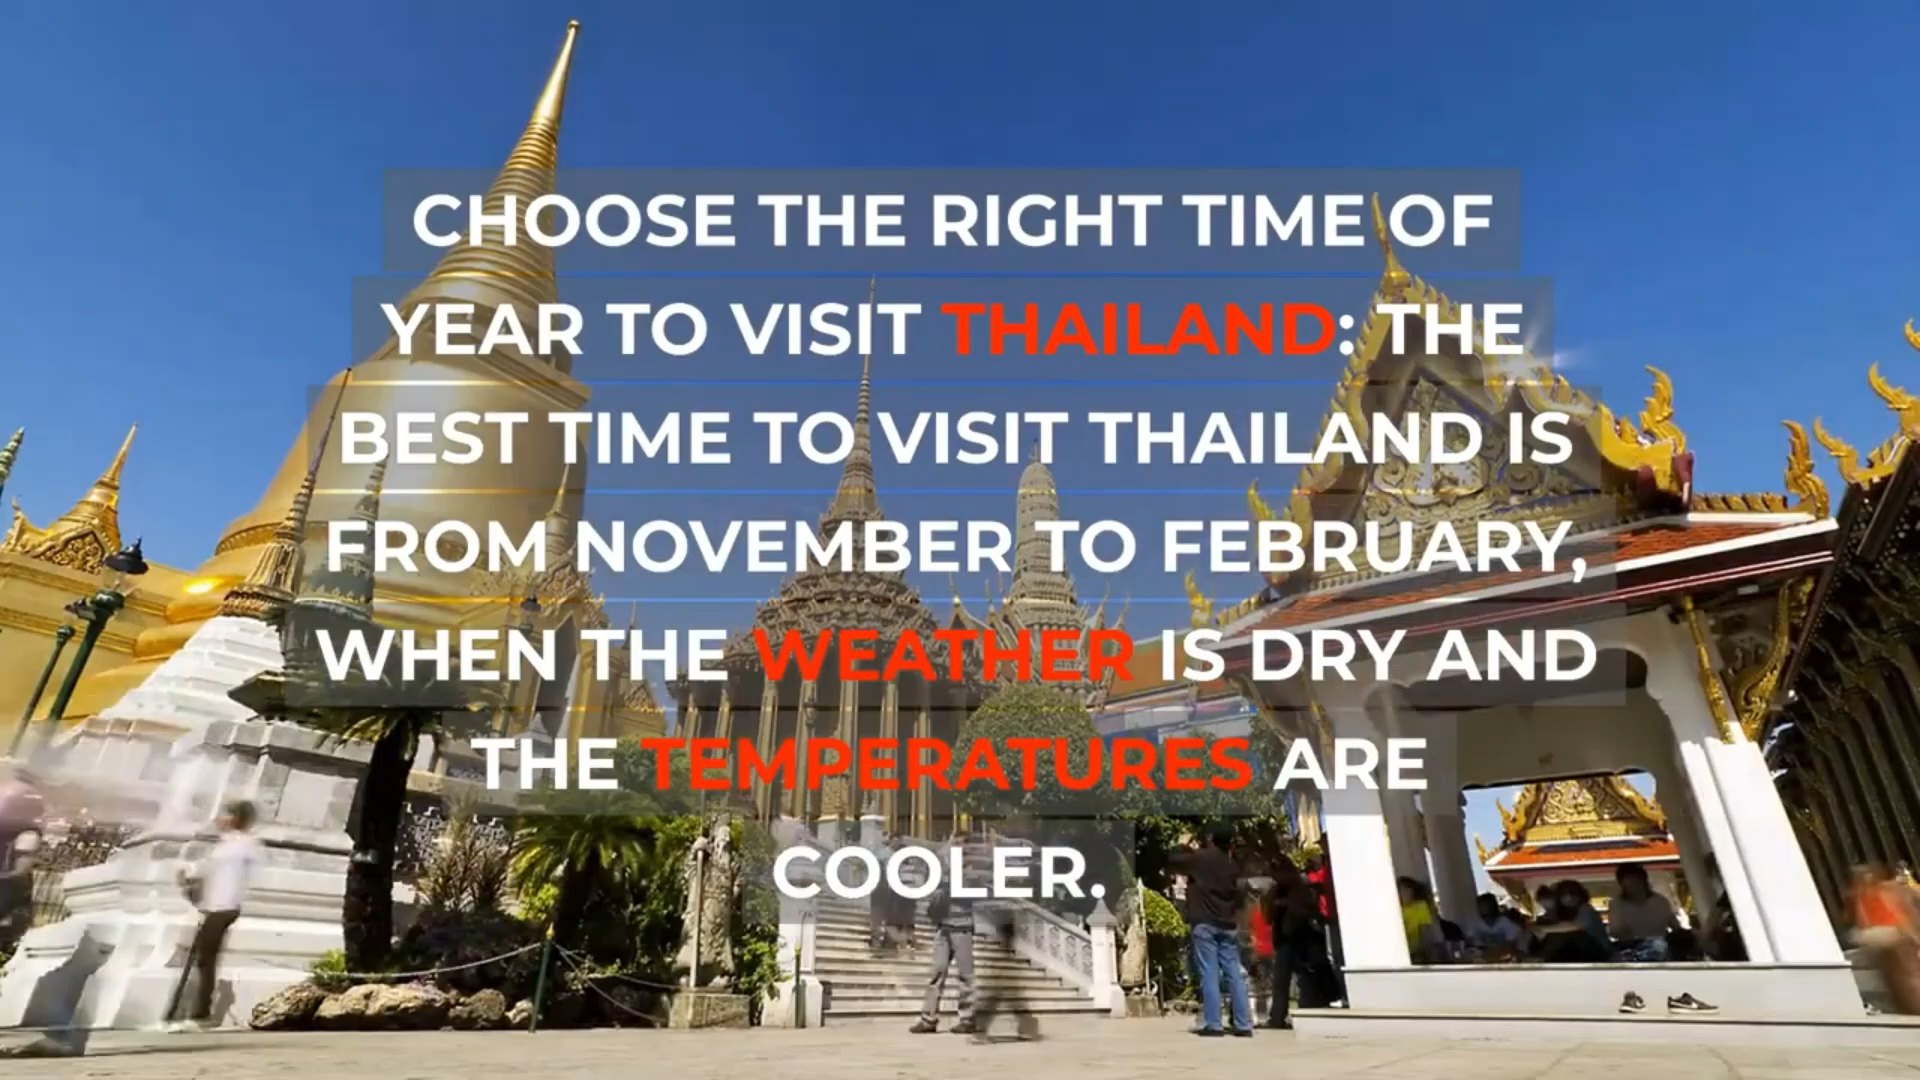 CHOOSE THE RIGHT TIME OF
YEAR TO VISIT THAILAND: THE
BEST TIME TO VISIT THAILAND IS
FROM NOVEMBER TO FEBRUARY,
WHEN THE WEATHER IS DRY AND
THE TEMPERATURES ARE
COOLER.